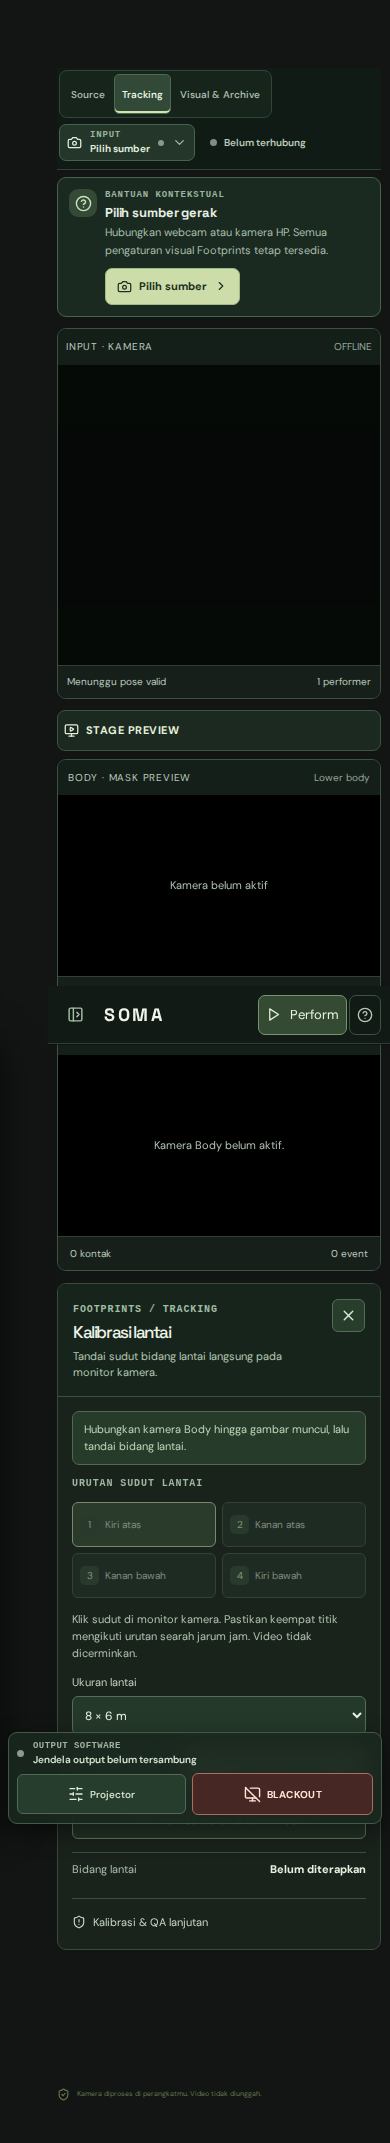 Source Tracking Visual & Archive
INPUT
Pilih sumber
Belum terhubung
BANTUAN KONTEKSTUAL
Pilih sumber gerak
Hubungkan webcam atau kamera HP. Semua
pengaturan visual Footprints tetap tersedia.
Pilih sumber
INPUT · KAMERA OFFLINE
Menunggu pose valid 1 performer
STAGE PREVIEW
BODY · MASK PREVIEW Lower body
Kamera belum aktif
SOMA Perform
Kamera Body belum aktif.
0 kontak 0 event
FOOTPRINTS / TRACKING
Kalibrasi lantai
Tandai sudut bidang lantai langsung pada
monitor kamera.
Hubungkan kamera Body hingga gambar muncul, lalu
tandai bidang lantai.
URUTAN SUDUT LANTAI
1 Kiri atas 2 Kanan atas
3 Kanan bawah 4 Kiri bawah
Klik sudut di monitor kamera. Pastikan keempat titik
mengikuti urutan searah jarum jam. Video tidak
dicerminkan.
Ukuran lantai
8 × 6 m
OUTPUT SOFTWARE
Jendela output belum tersambung
Projector BLACKOUT
Bidang lantai Belum diterapkan
Kalibrasi & QA lanjutan
Kamera diproses di perangkatmu. Video tidak diunggah.